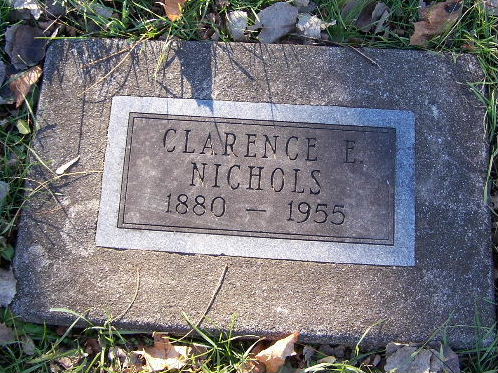 CLARENCE E.
NICHOLS
1880 — 1955